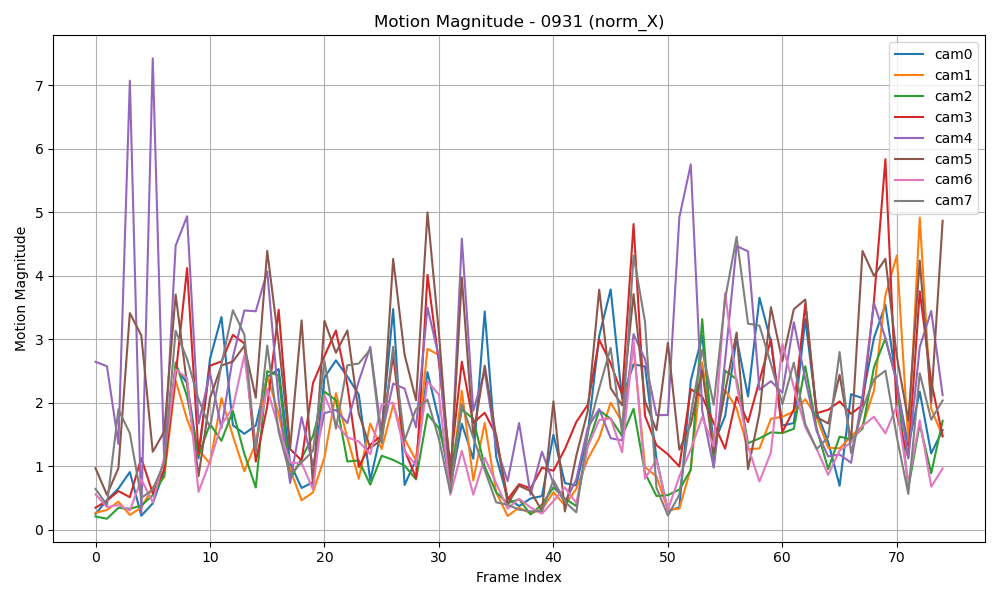 Motion Magnitude - 0931 (norm_X)
Motion Magnitude
7
6
5
4
3
2
1
0
0
10
20
30
40
50
60
70
Frame Index
cam0
cam1
cam2
cam3
cam4
cam5
cam6
cam7